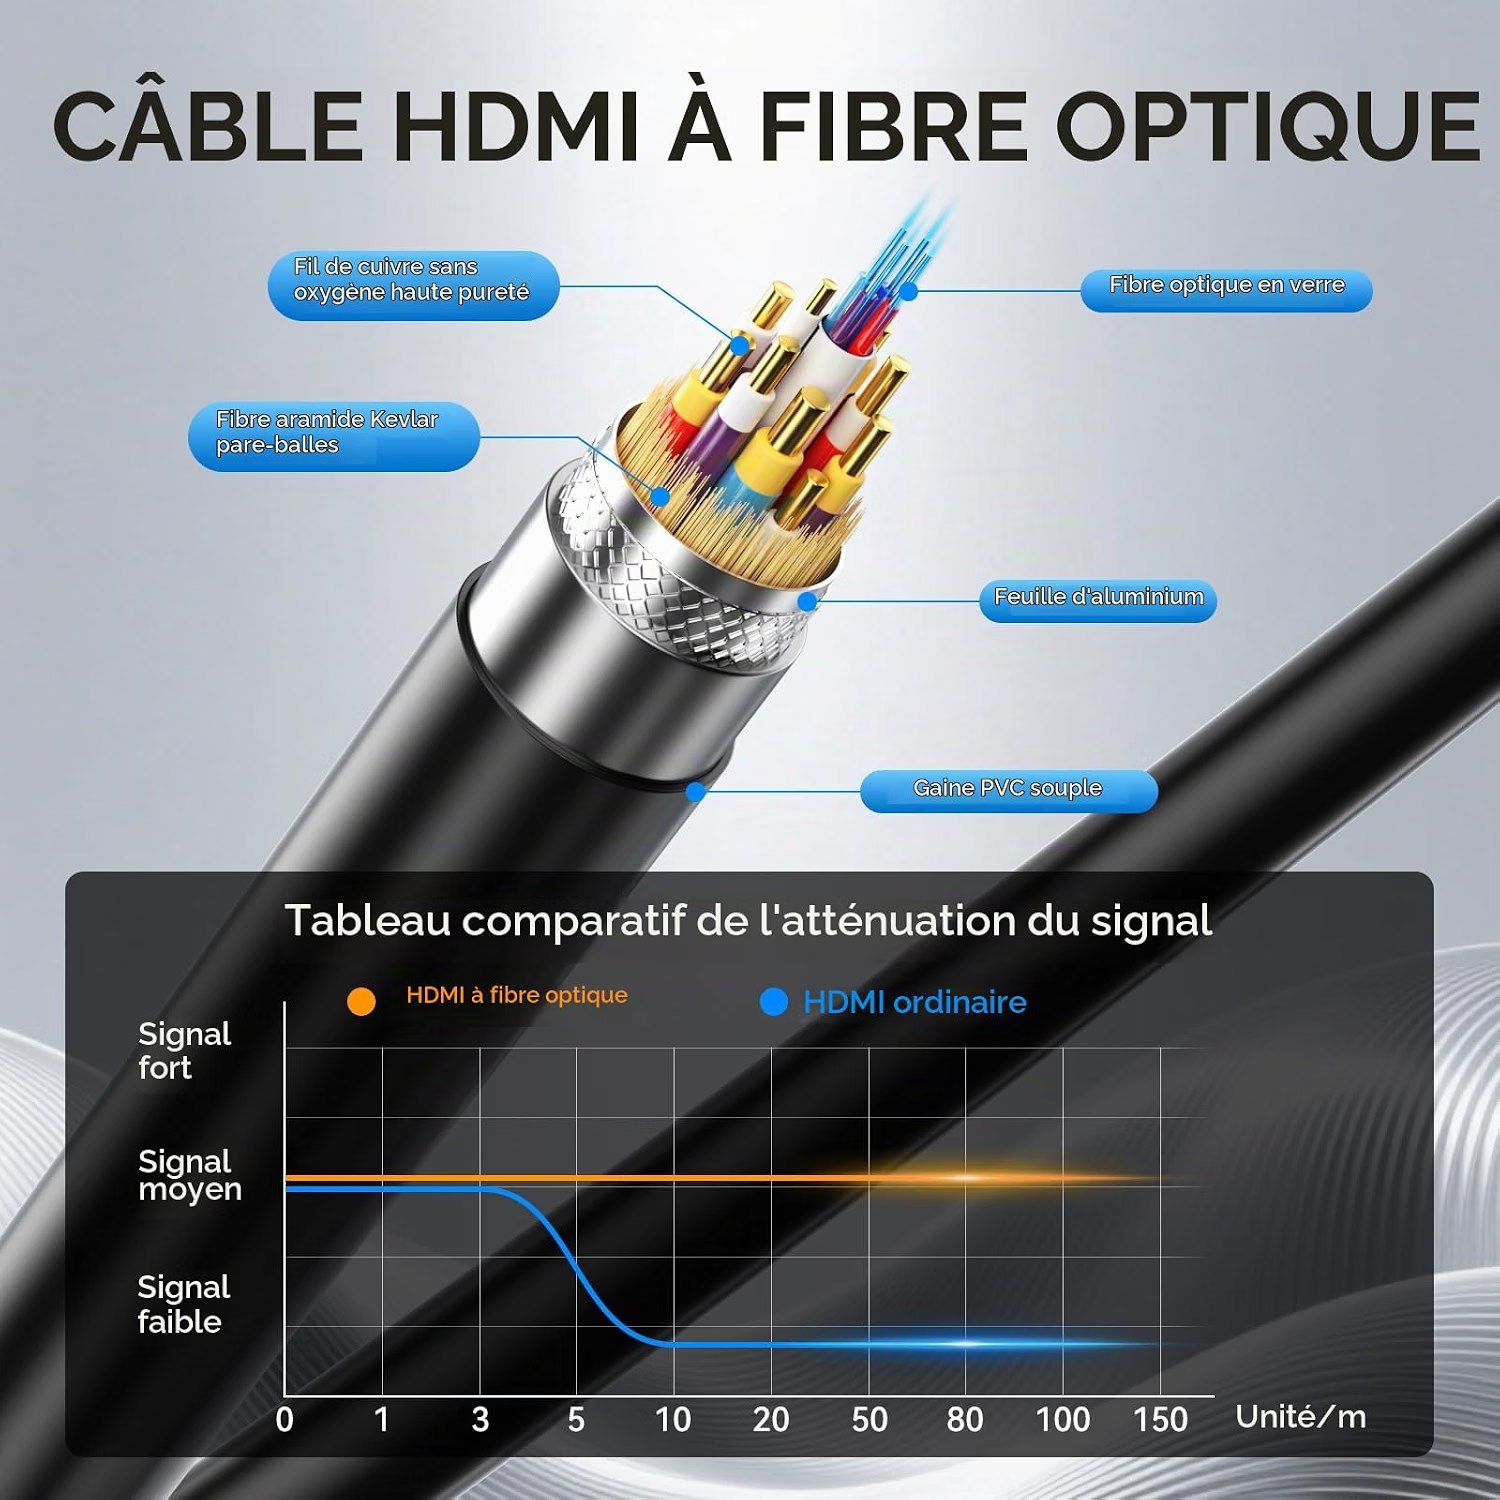 CÂBLE HDMI À FIBRE OPTIQUE
Fil de cuivre sans
oxygène haute pureté
Fibre optique en verre
Fibre aramide Kevlar
pare-balles
Feuille d'aluminium
Gaine PVC souple
Tableau comparatif de l'atténuation du signal
HDMI à fibre optique
HDMI ordinaire
Signal
fort
Signal
moyen
Signal
faible
0 1 3 5 10 20 50 80 100 150 Unité/m